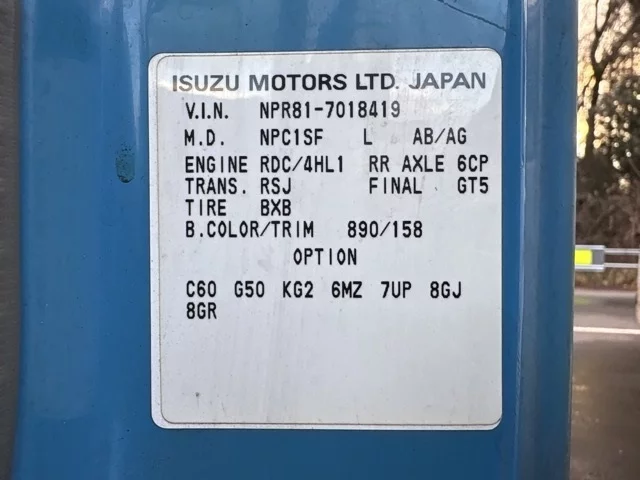 ISUZU MOTORS LTD. JAPAN
V.I.N. NPR81-7018419
M.D. NPC1SF L AB/AG
ENGINE RDC/4HL1 RR AXLE 6CP
TRANS. RSJ FINAL GT5
TIRE BXB
B.COLOR/TRIM 890/158
OPTION
C60 G50 KG2 6MZ 7UP 8GJ
8GR